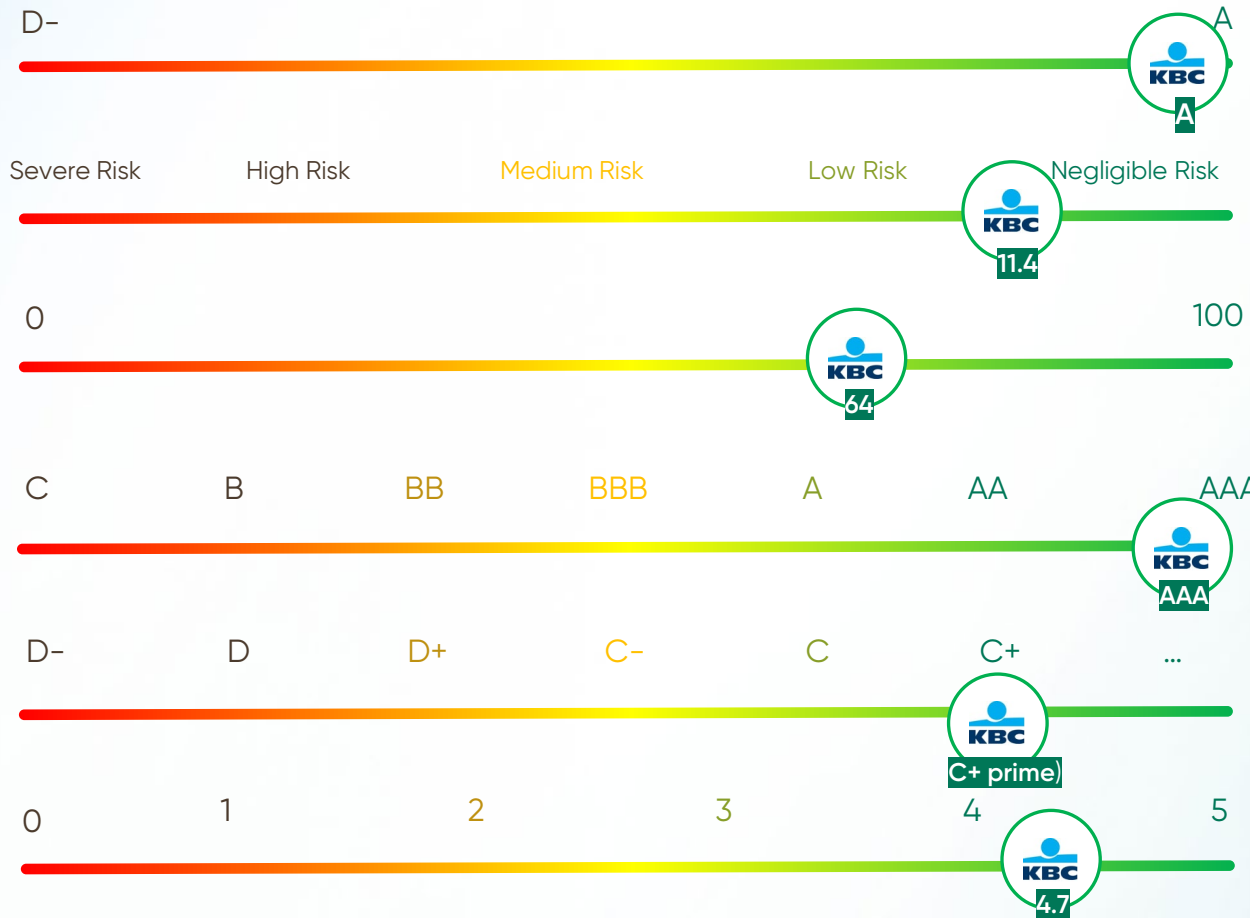 D- A
KBC
A
Severe Risk High Risk Medium Risk Low Risk Negligible Risk
KBC
11.4
0 100
KBC
64
C B BB BBB A AA AAA
KBC
AAA
D- D D+ C- C C+ ...
KBC
C+ prime)
0 1 2 3 4 5
KBC
4.7